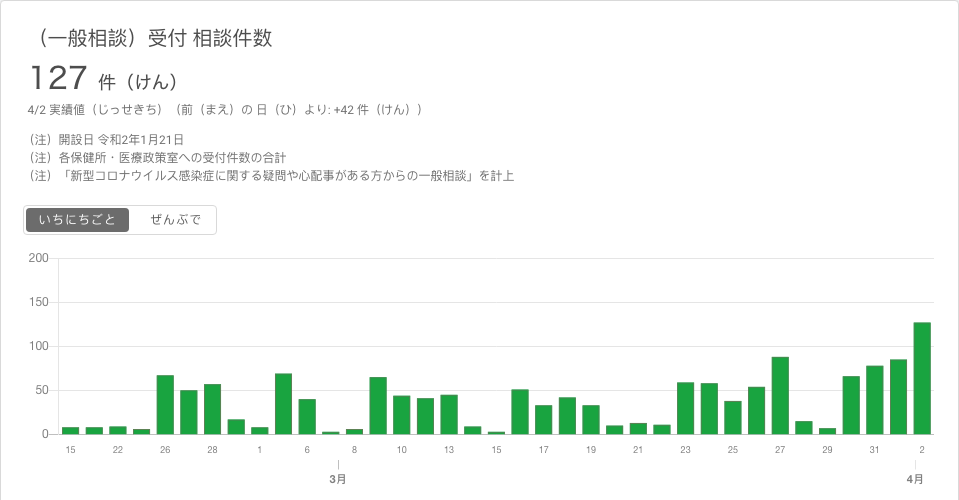 （一般相談）受付 相談件数
127 件（けん）
4/2 実績値（じっせきち）（前（まえ）の 日（ひ）より: +42 件（けん））
（注）開設日 令和2年1月21日
（注）各保健所・医療政策室への受付件数の合計
（注）「新型コロナウイルス感染症に関する疑問や心配事がある方からの一般相談」を計上
いちにちごと ぜんぶで
200
150
100
50
0
15 22 26 28 1 6 8 10 13 15 17 19 21 23 25 27 29 31 2
3月 4月